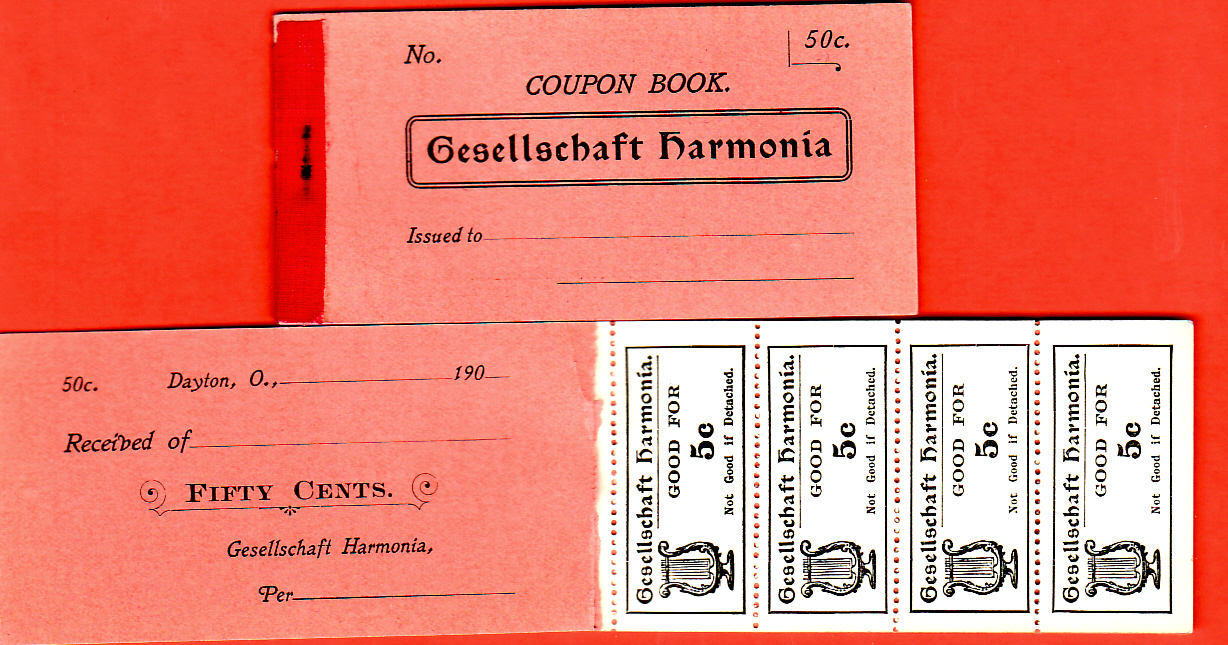 No.
50c.
COUPON BOOK.
Gesellschaft Harmonia
Issued to
50c.
Dayton, O., 190
Received of
FIFTY CENTS.
Gesellschaft Harmonia,
Per
Gesellschaft Harmonia.
GOOD FOR
5c
Not Good if Detached.
Gesellschaft Harmonia.
GOOD FOR
5c
Not Good if Detached.
Gesellschaft Harmonia.
GOOD FOR
5c
Not Good if Detached.
Gesellschaft Harmonia.
GOOD FOR
5c
Not Good if Detached.